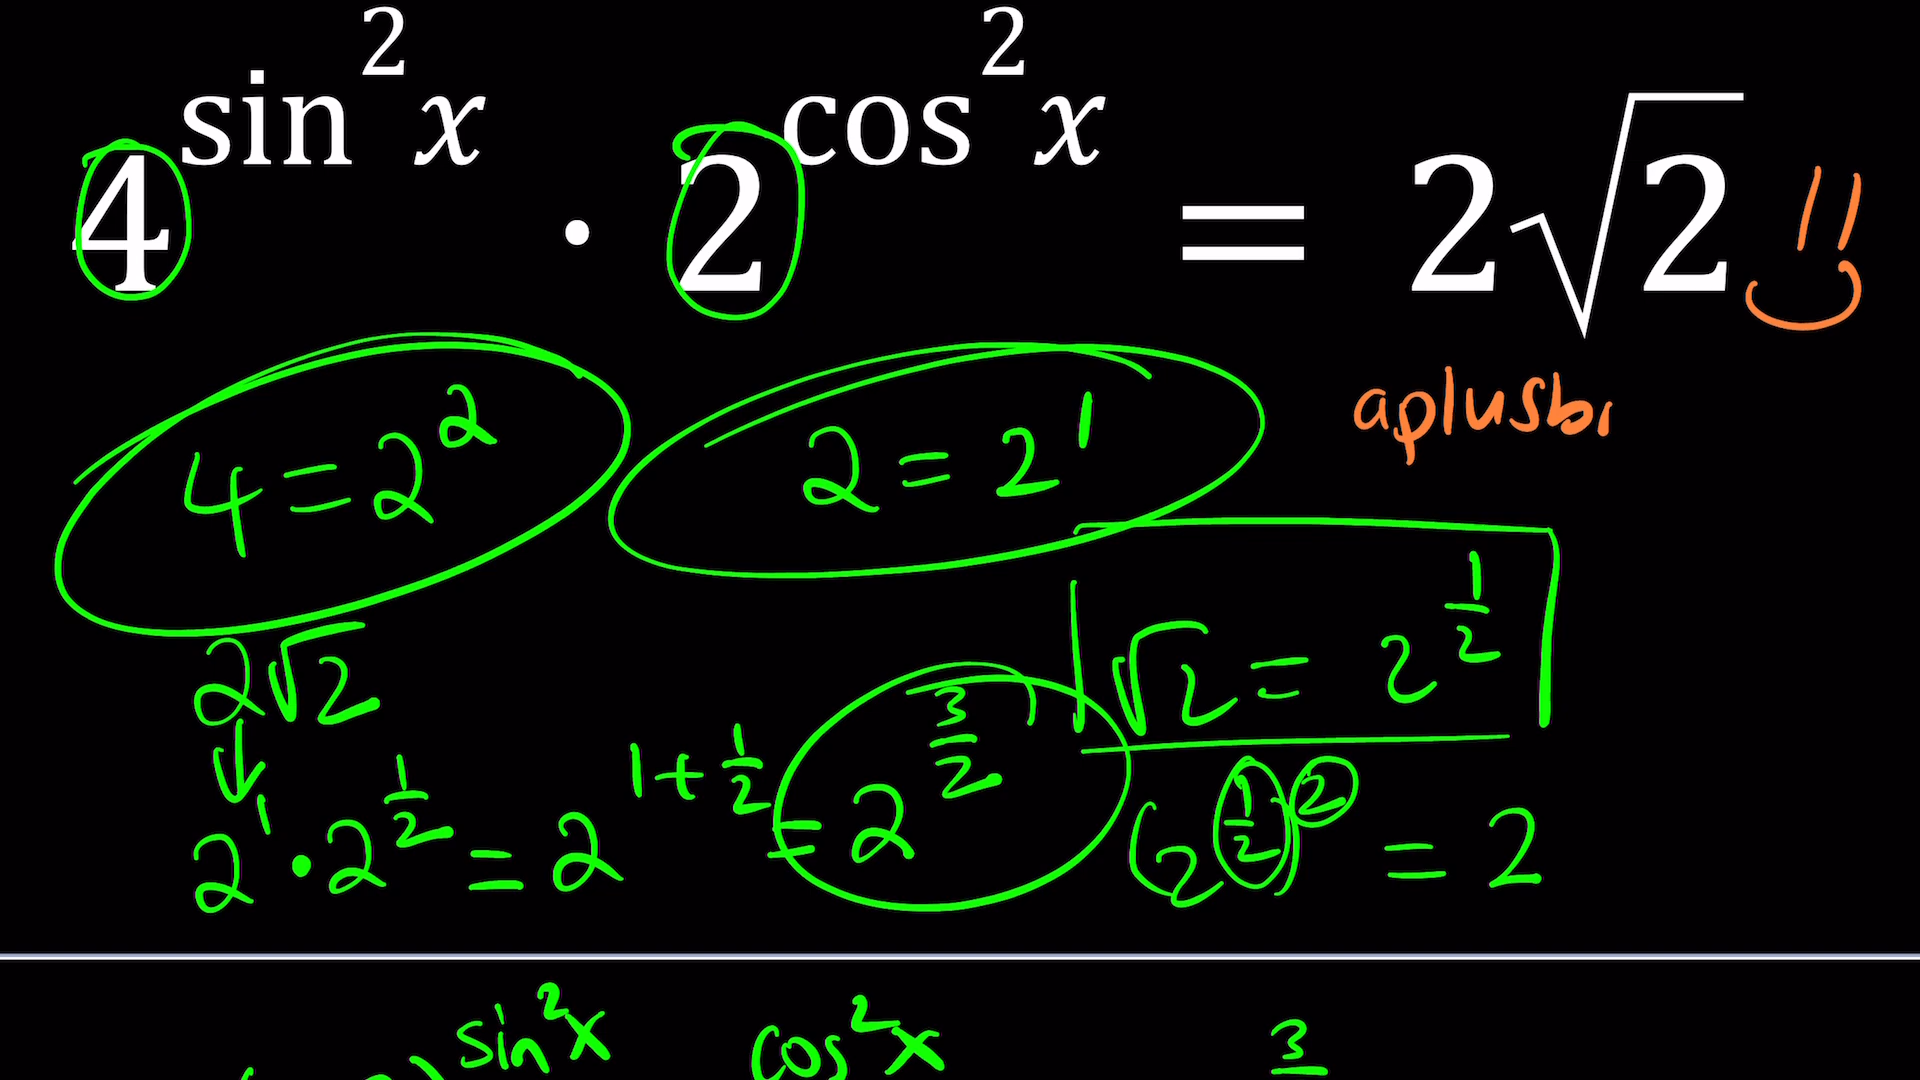 4^(sin²x) · 2^(cos²x) = 2√2
aplusbi
4 = 2²
2 = 2¹
2√2
√2 = 2^(1/2)
2¹ · 2^(1/2) = 2^(1 + 1/2) = 2^(3/2)
(2^(1/2))² = 2
sin²x cos²x 3